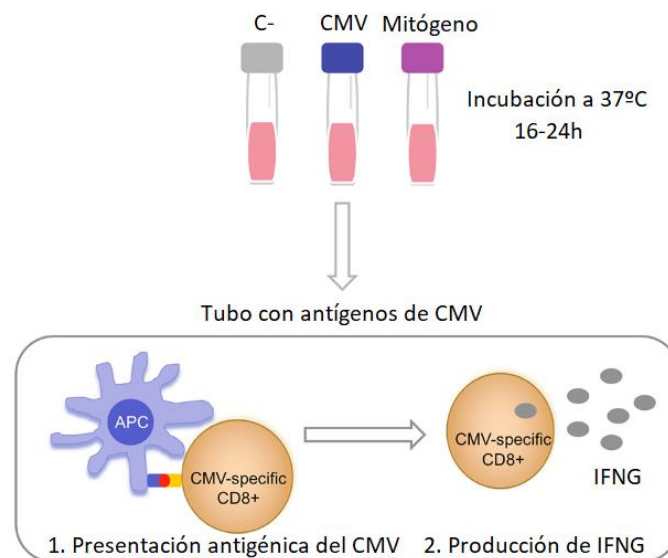 C- CMV Mitógeno
Incubación a 37ºC
16-24h
Tubo con antígenos de CMV
APC
CMV-specific
CD8+
CMV-specific
CD8+
IFNG
1. Presentación antigénica del CMV
2. Producción de IFNG